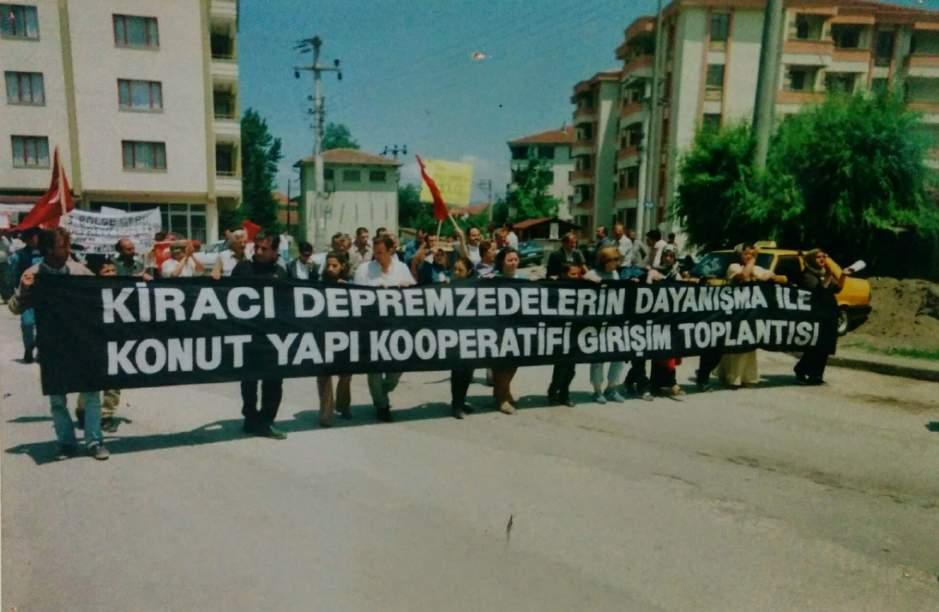 KİRACI DEPREMZEDELERİN DAYANIŞMA İLE
KONUT YAPI KOOPERATİFİ GİRİŞİM TOPLANTISI